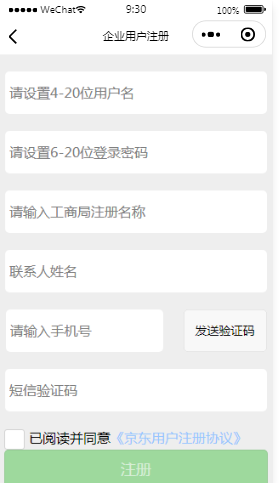 WeChat 9:30 100%
企业用户注册
请设置4-20位用户名
请设置6-20位登录密码
请输入工商局注册名称
联系人姓名
请输入手机号 发送验证码
短信验证码
已阅读并同意《京东用户注册协议》
注册